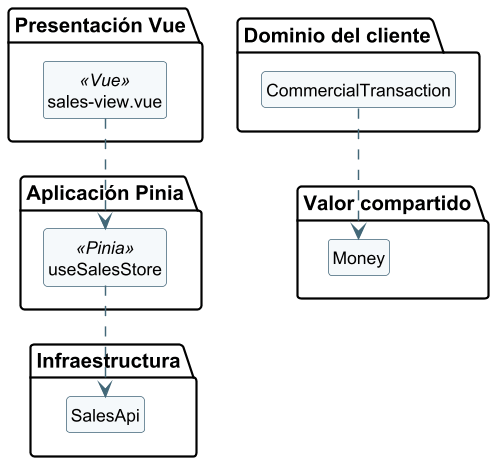 Presentación Vue
«Vue»
sales-view.vue
Aplicación Pinia
«Pinia»
useSalesStore
Infraestructura
SalesApi
Dominio del cliente
CommercialTransaction
Valor compartido
Money